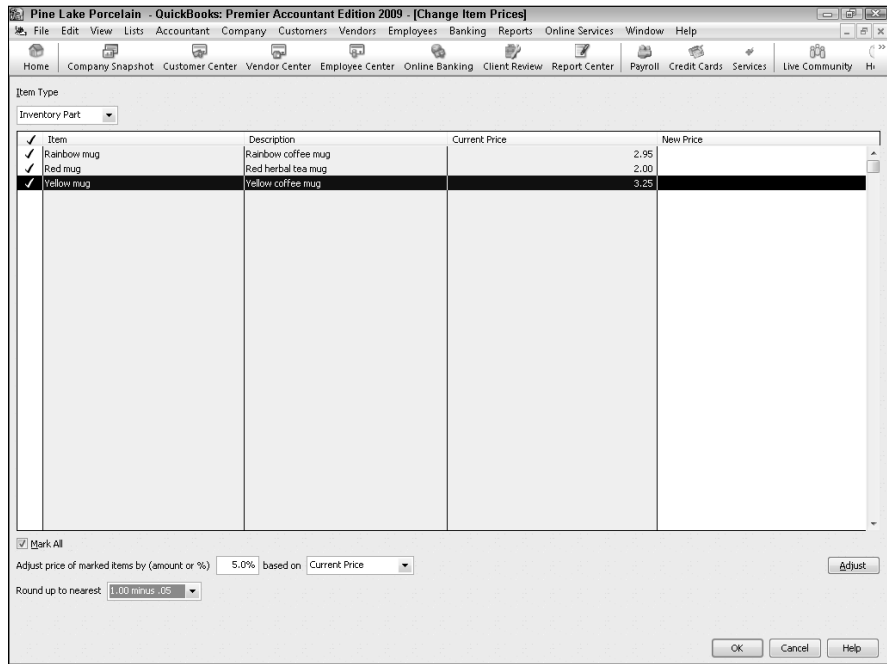 Pine Lake Porcelain - QuickBooks: Premier Accountant Edition 2009 - [Change Item Prices]
File Edit View Lists Accountant Company Customers Vendors Employees Banking Reports Online Services Window Help
Home Company Snapshot Customer Center Vendor Center Employee Center Online Banking Client Review Report Center Payroll Credit Cards Services Live Community
Item Type
Inventory Part
✓ Item Description Current Price New Price
✓ Rainbow mug Rainbow coffee mug 2.95
✓ Red mug Red herbal tea mug 2.00
✓ Yellow mug Yellow coffee mug 3.25
Mark All
Adjust price of marked items by (amount or %) 5.0% based on Current Price Adjust
Round up to nearest 1.00 minus .05
OK Cancel Help